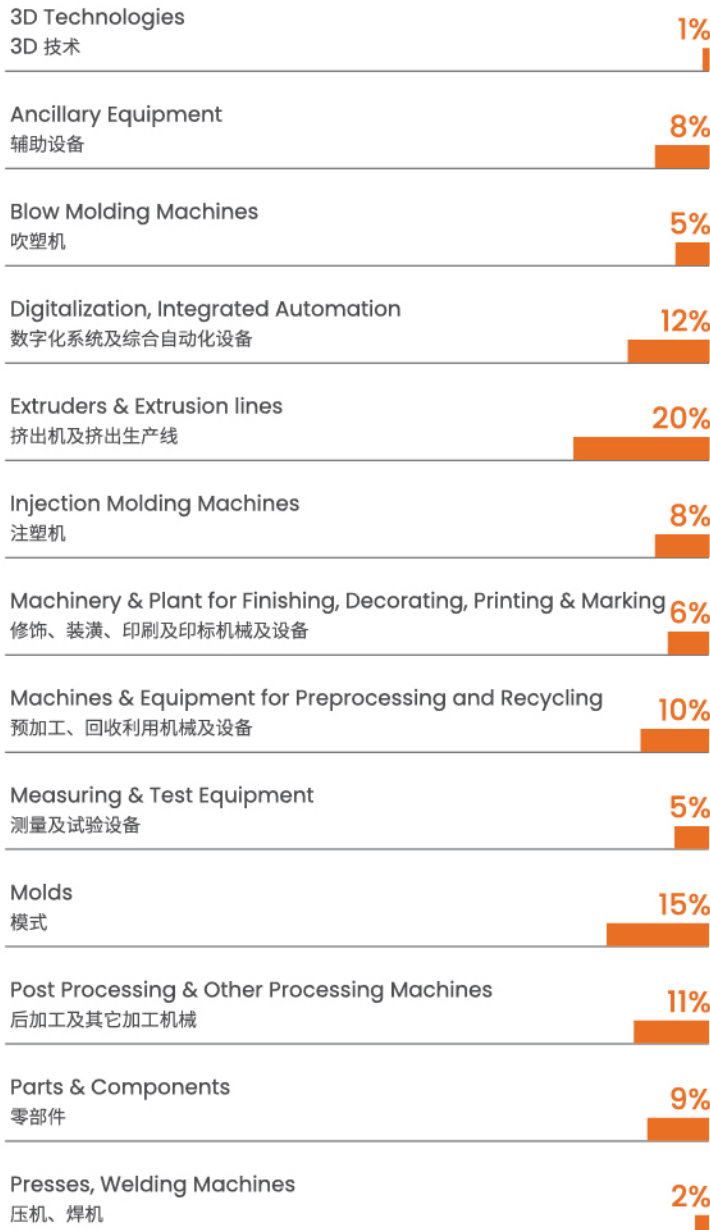 3D Technologies
3D 技术
1%
Ancillary Equipment
辅助设备
8%
Blow Molding Machines
吹塑机
5%
Digitalization, Integrated Automation
数字化系统及综合自动化设备
12%
Extruders & Extrusion lines
挤出机及挤出生产线
20%
Injection Molding Machines
注塑机
8%
Machinery & Plant for Finishing, Decorating, Printing & Marking
修饰、装潢、印刷及印标机械及设备
6%
Machines & Equipment for Preprocessing and Recycling
预加工、回收利用机械及设备
10%
Measuring & Test Equipment
测量及试验设备
5%
Molds
模式
15%
Post Processing & Other Processing Machines
后加工及其它加工机械
11%
Parts & Components
零部件
9%
Presses, Welding Machines
压机、焊机
2%